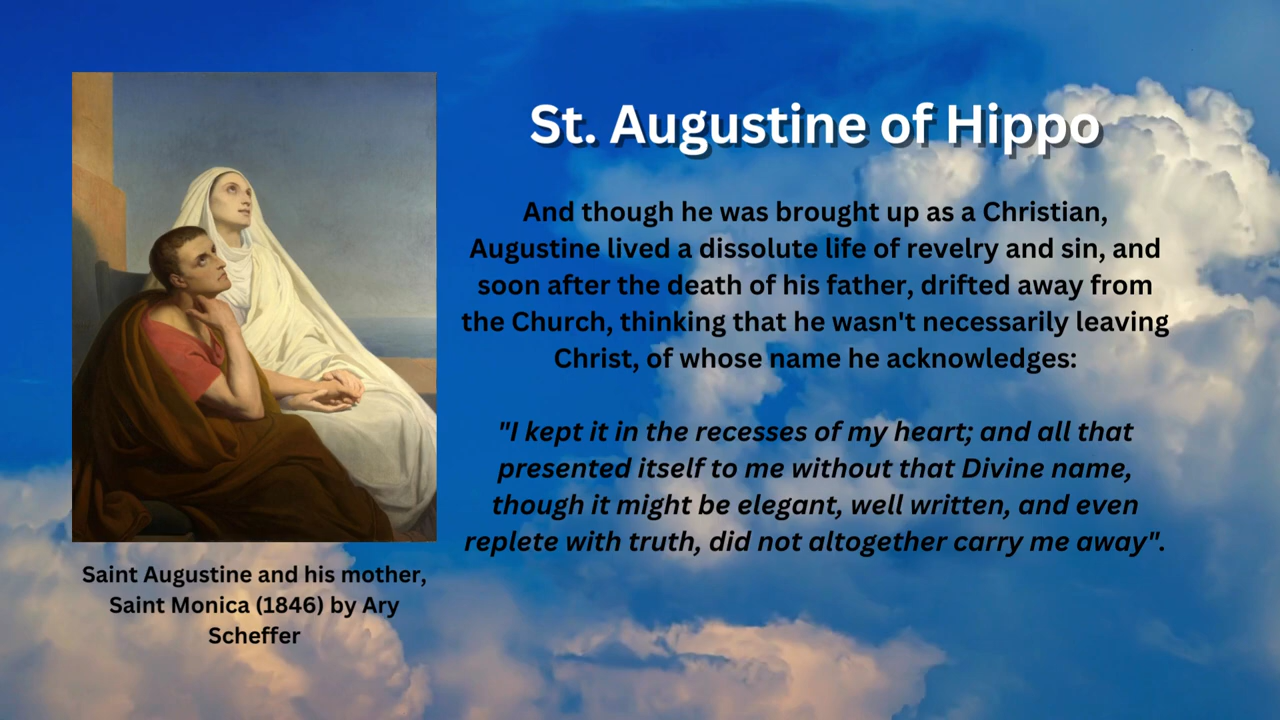 St. Augustine of Hippo
And though he was brought up as a Christian,
Augustine lived a dissolute life of revelry and sin, and
soon after the death of his father, drifted away from
the Church, thinking that he wasn't necessarily leaving
Christ, of whose name he acknowledges:
"I kept it in the recesses of my heart; and all that
presented itself to me without that Divine name,
though it might be elegant, well written, and even
replete with truth, did not altogether carry me away".
Saint Augustine and his mother,
Saint Monica (1846) by Ary
Scheffer